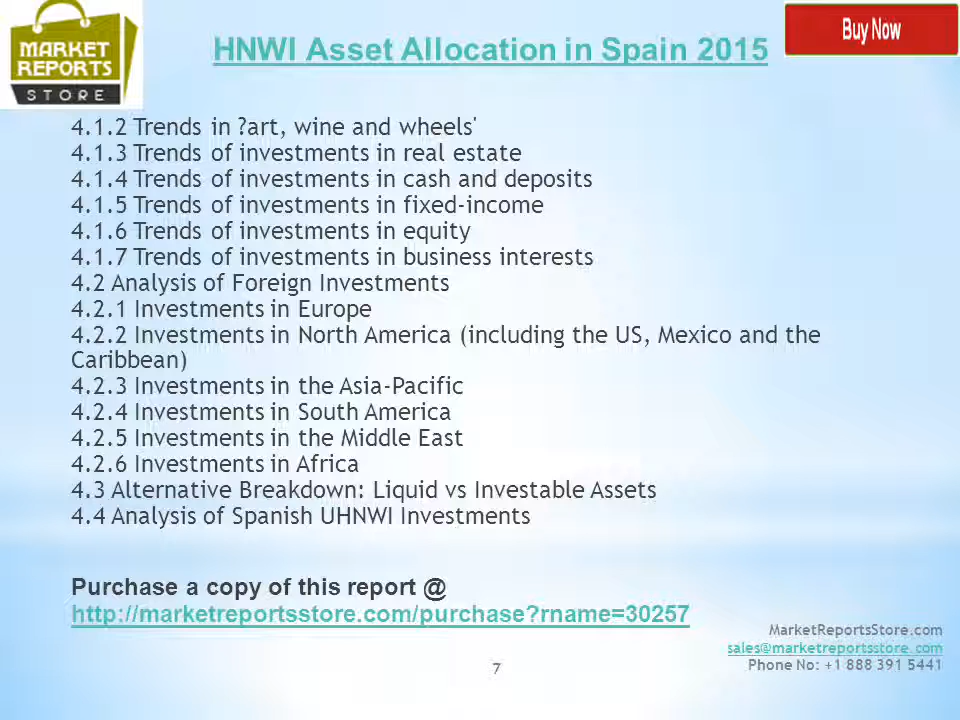 MARKET
REPORTS
STORE
HNWI Asset Allocation in Spain 2015
Buy Now
4.1.2 Trends in ?art, wine and wheels'
4.1.3 Trends of investments in real estate
4.1.4 Trends of investments in cash and deposits
4.1.5 Trends of investments in fixed-income
4.1.6 Trends of investments in equity
4.1.7 Trends of investments in business interests
4.2 Analysis of Foreign Investments
4.2.1 Investments in Europe
4.2.2 Investments in North America (including the US, Mexico and the
Caribbean)
4.2.3 Investments in the Asia-Pacific
4.2.4 Investments in South America
4.2.5 Investments in the Middle East
4.2.6 Investments in Africa
4.3 Alternative Breakdown: Liquid vs Investable Assets
4.4 Analysis of Spanish UHNWI Investments
Purchase a copy of this report @
http://marketreportsstore.com/purchase?rname=30257
MarketReportsStore.com
sales@marketreportsstore.com
Phone No: +1 888 391 5441
7